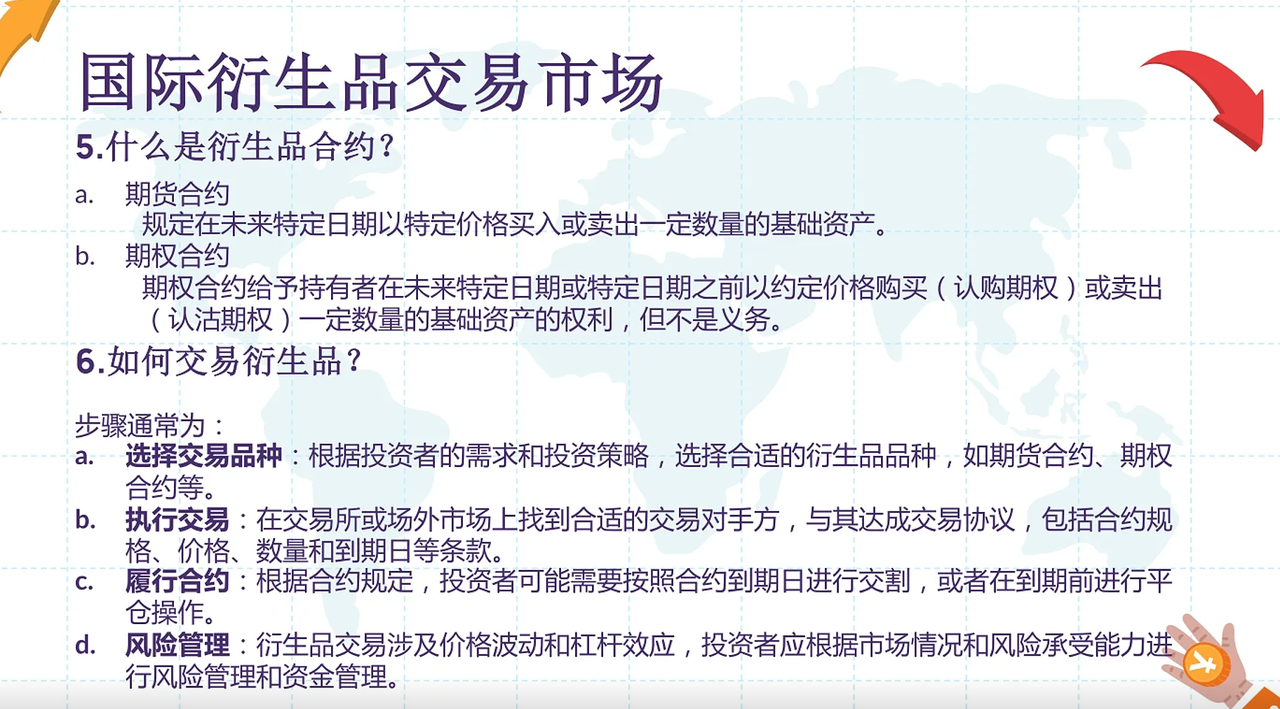 国际衍生品交易市场
5.什么是衍生品合约？
a. 期货合约
规定在未来特定日期以特定价格买入或卖出一定数量的基础资产。
b. 期权合约
期权合约给予持有者在未来特定日期或特定日期之前以约定价格购买（认购期权）或卖出
（认沽期权）一定数量的基础资产的权利，但不是义务。
6.如何交易衍生品？
步骤通常为：
a. 选择交易品种：根据投资者的需求和投资策略，选择合适的衍生品品种，如期货合约、期权
合约等。
b. 执行交易：在交易所或场外市场上找到合适的交易对手方，与其达成交易协议，包括合约规
格、价格、数量和到期日等条款。
c. 履行合约：根据合约规定，投资者可能需要按照合约到期日进行交割，或者在到期前进行平
仓操作。
d. 风险管理：衍生品交易涉及价格波动和杠杆效应，投资者应根据市场情况和风险承受能力进
行风险管理和资金管理。